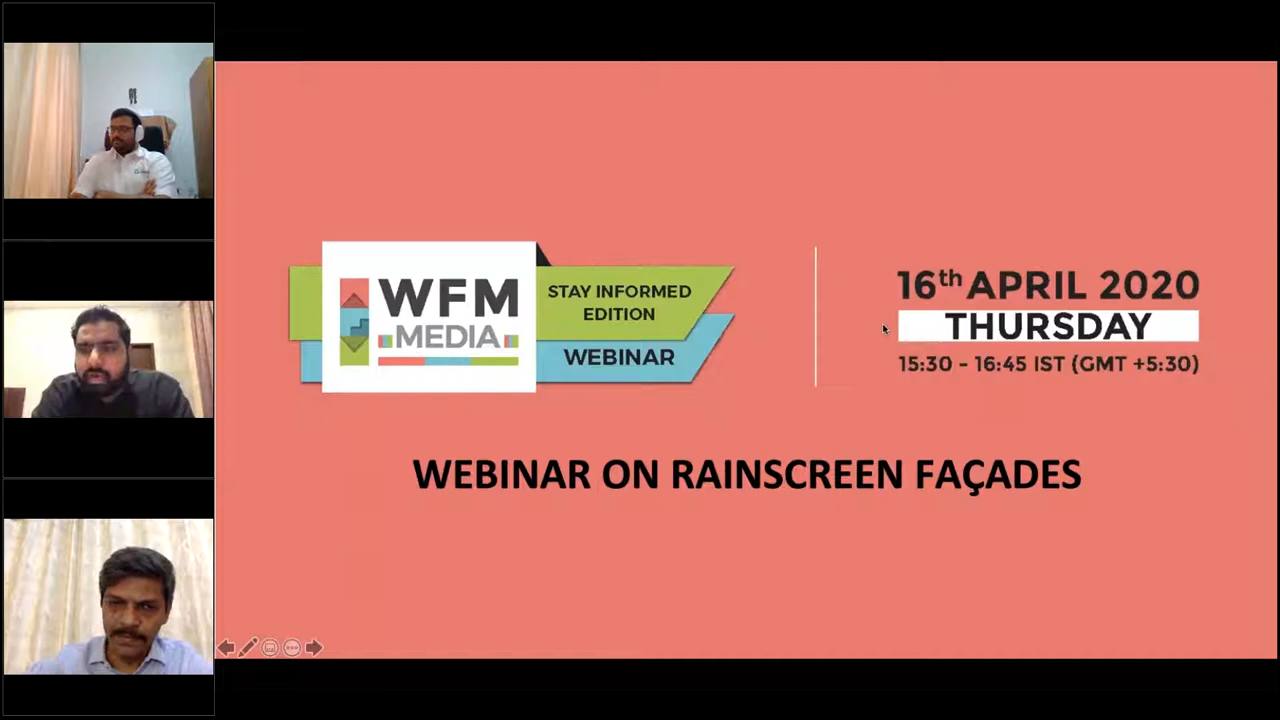 WFM
MEDIA
STAY INFORMED
EDITION
WEBINAR
16th APRIL 2020
THURSDAY
15:30 - 16:45 IST (GMT +5:30)
WEBINAR ON RAINSCREEN FAÇADES